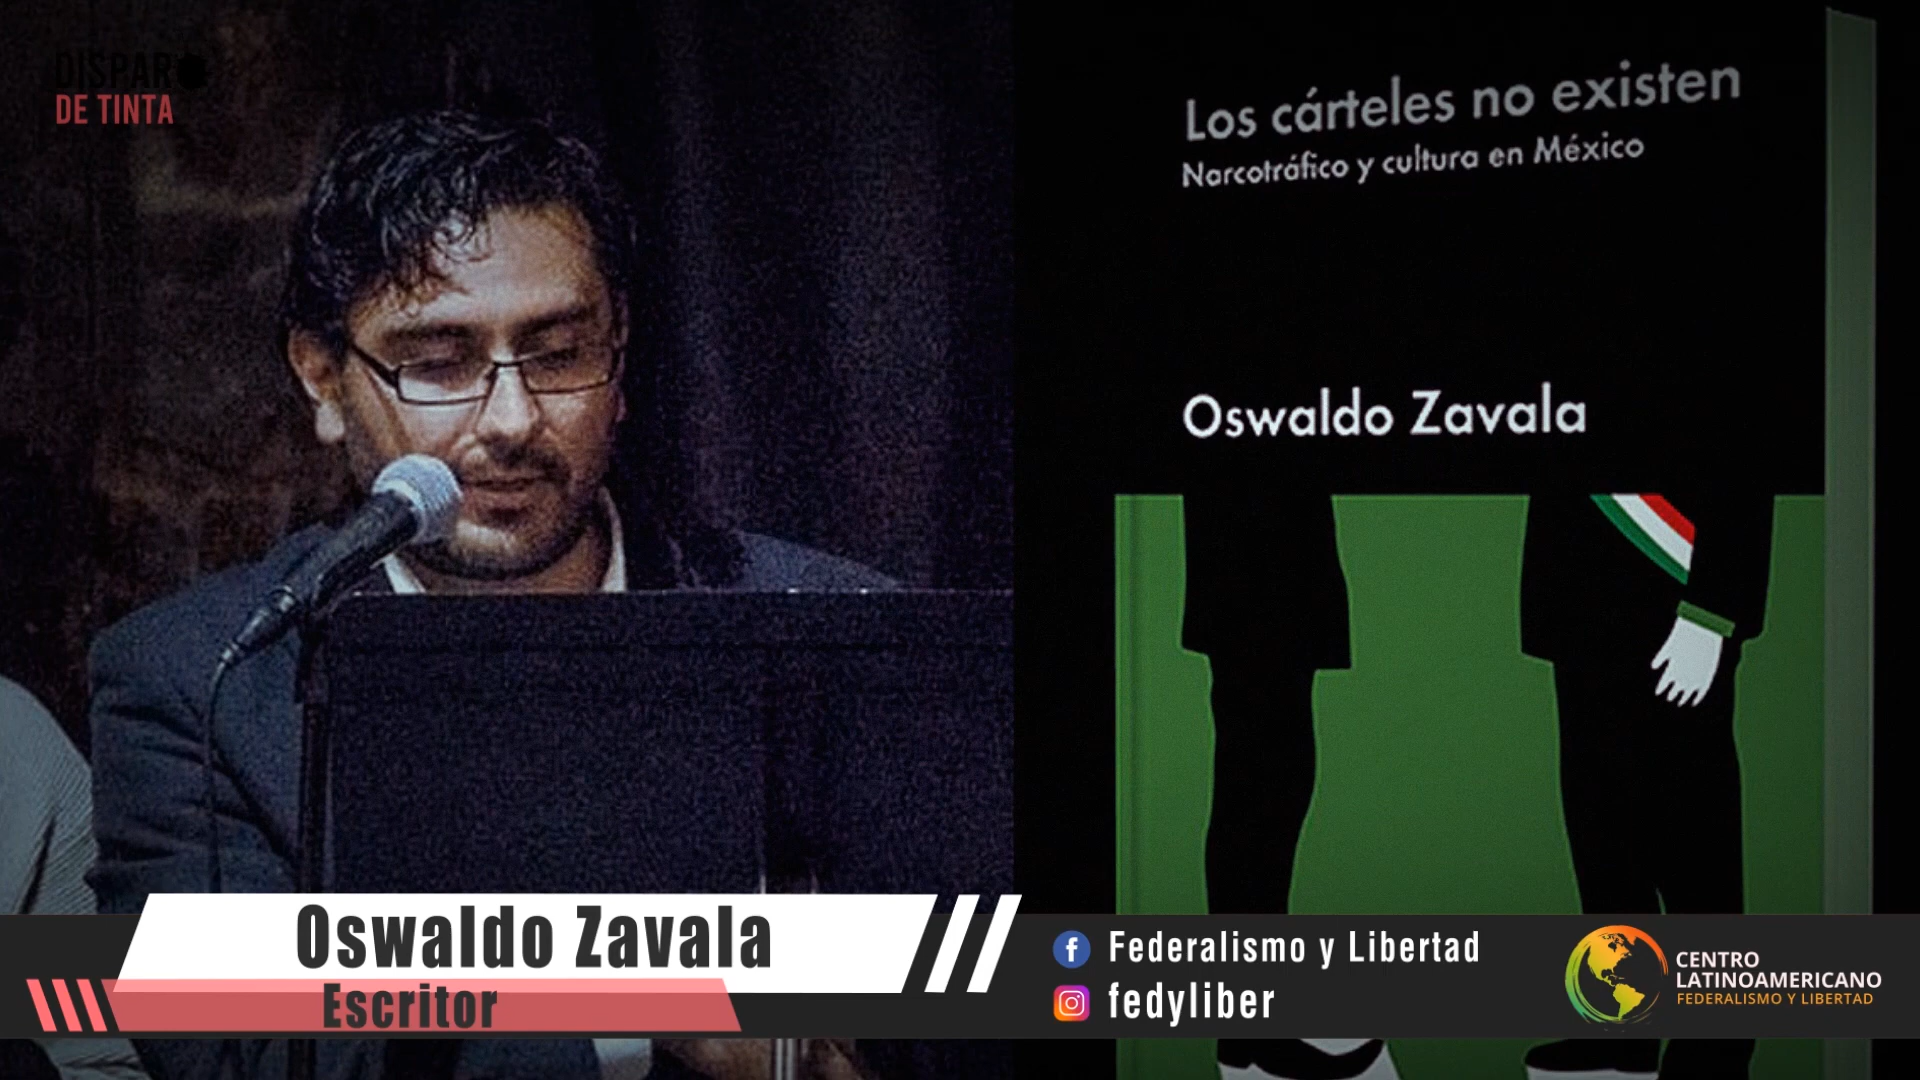 DISPARO
DE TINTA
Los cárteles no existen
Narcotráfico y cultura en México
Oswaldo Zavala
Oswaldo Zavala
Escritor
Federalismo y Libertad
fedyliber
CENTRO
LATINOAMERICANO
FEDERALISMO Y LIBERTAD